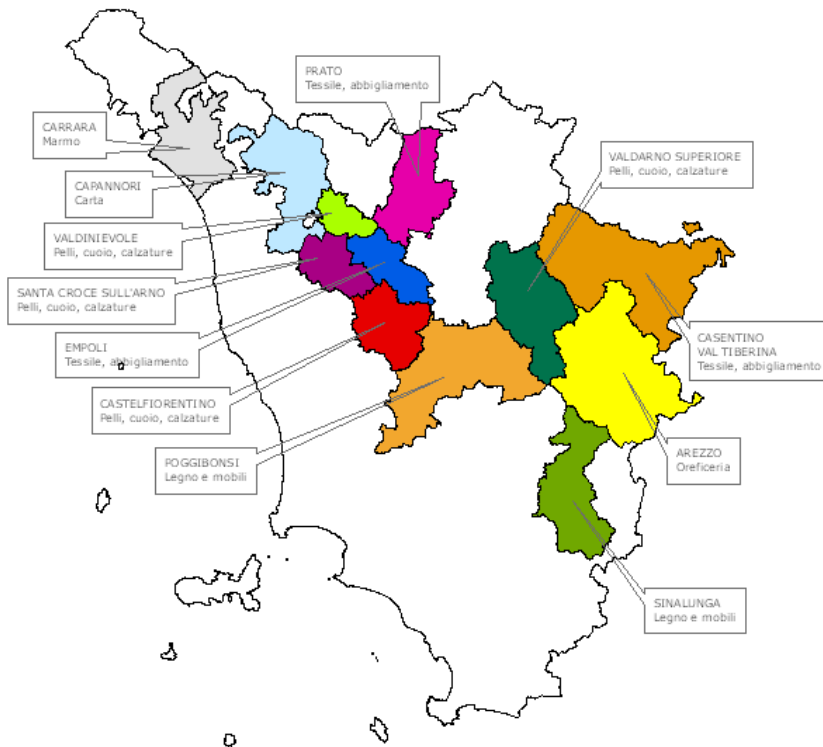 PRATO
Tessile, abbigliamento
CARRARA
Marmo
VALDARNO SUPERIORE
Pelli, cuoio, calzature
CAPANNORI
Carta
VALDINIEVOLE
Pelli, cuoio, calzature
SANTA CROCE SULL'ARNO
Pelli, cuoio, calzature
EMPOLI
Tessile, abbigliamento
CASENTINO
VAL TIBERINA
Tessile, abbigliamento
CASTELFIORENTINO
Pelli, cuoio, calzature
POGGIBONSI
Legno e mobili
AREZZO
Oreficeria
SINALUNGA
Legno e mobili